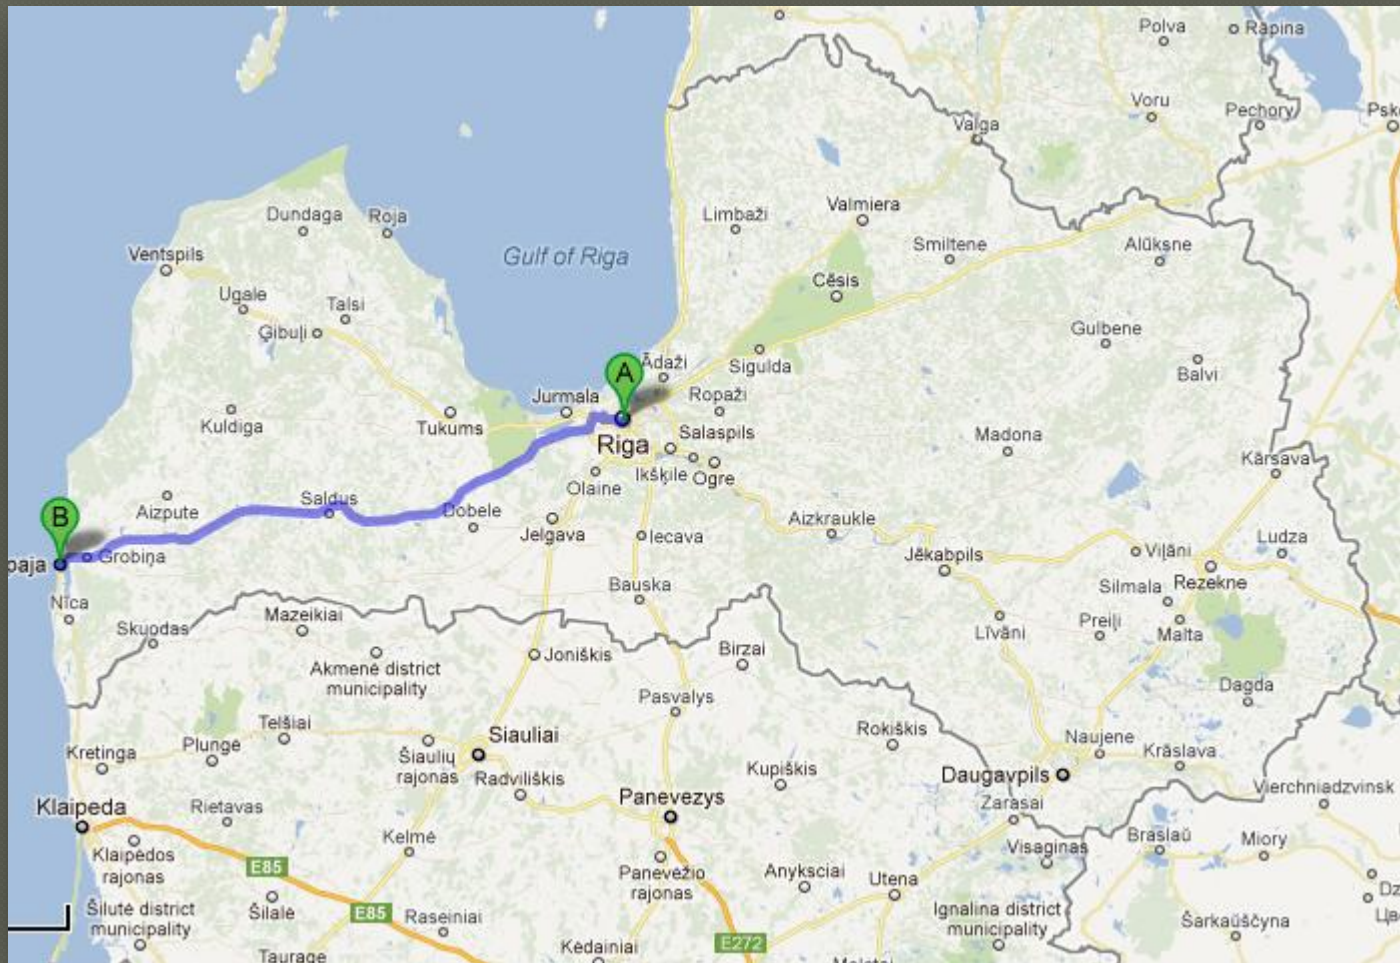 Polva
Rapina
Voru
Pechory
Psk
Valga
Dundaga
Roja
Limbaži
Valmiera
Smiltene
Alūksne
Ventspils
Gulf of Riga
Cēsis
Ugale
Talsi
Ģibuļi
Gulbene
Ādaži
Sigulda
Balvi
A
Jurmala
Ropaži
Kuldiga
Tukums
Riga
Salaspils
Madona
Kārsava
Ikšķile
Ogre
Olaine
Saldus
Aizpute
Dobele
B
Jelgava
Iecava
Aizkraukle
Jēkabpils
Viļāni
Ludza
paja
Grobiņa
Bauska
Silmala
Rezekne
Nīca
Skuodas
Mazeikiai
Līvāni
Preiļi
Malta
Joniškis
Birzai
Akmenė district
municipality
Pasvalys
Dagda
Telšiai
Plungė
Kretinga
Šiaulių
rajonas
Siauliai
Rokiškis
Naujene
Krāslava
Radviliškis
Kupiškis
Daugavpils
Vierchniadzvinsk
Klaipeda
Rietavas
Panevezys
Zarasai
Kelmė
Visaginas
Braslaŭ
Miory
Klaipėdos
rajonas
E85
Panevėžio
rajonas
Anyksciai
Utena
Dz
Šilutė district
municipality
Šilalė
E85
Raseiniai
Ignalina district
municipality
Šarkaŭščyna
Kėdainiai
E272
Taurage